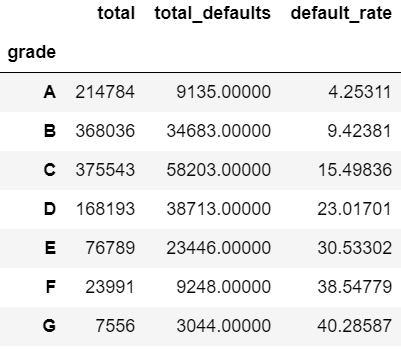 total total_defaults default_rate
grade
A 214784 9135.00000 4.25311
B 368036 34683.00000 9.42381
C 375543 58203.00000 15.49836
D 168193 38713.00000 23.01701
E 76789 23446.00000 30.53302
F 23991 9248.00000 38.54779
G 7556 3044.00000 40.28587